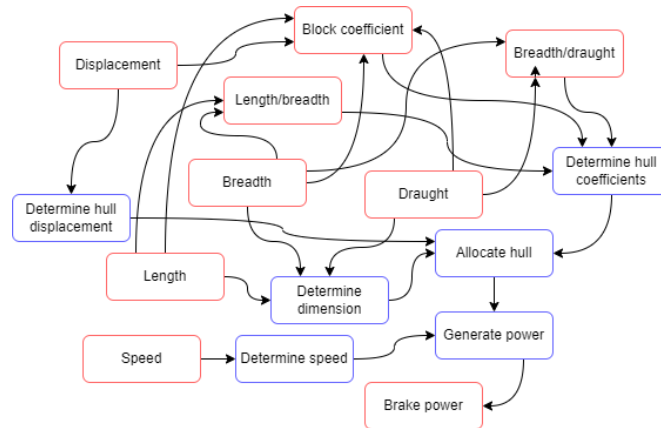 Block coefficient
Displacement
Breadth/draught
Length/breadth
Breadth
Draught
Determine hull
coefficients
Determine hull
displacement
Allocate hull
Length
Determine
dimension
Generate power
Speed
Determine speed
Brake power